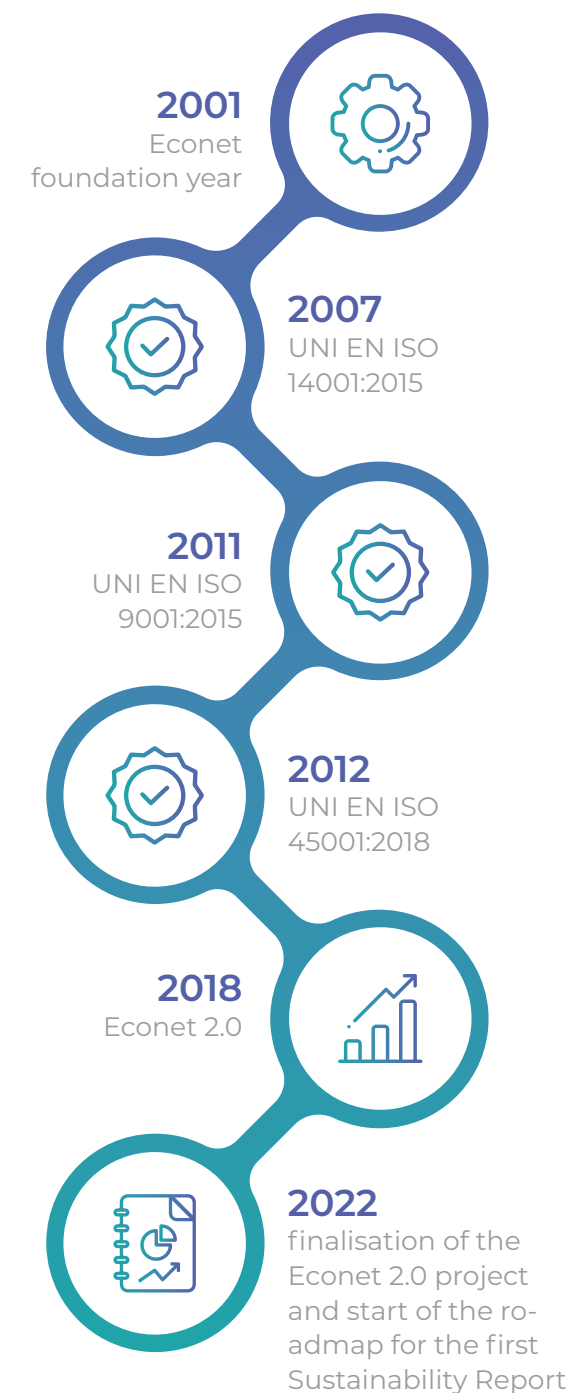 2001
Econet
foundation year
2007
UNI EN ISO
14001:2015
2011
UNI EN ISO
9001:2015
2012
UNI EN ISO
45001:2018
2018
Econet 2.0
2022
finalisation of the
Econet 2.0 project
and start of the ro-
admap for the first
Sustainability Report